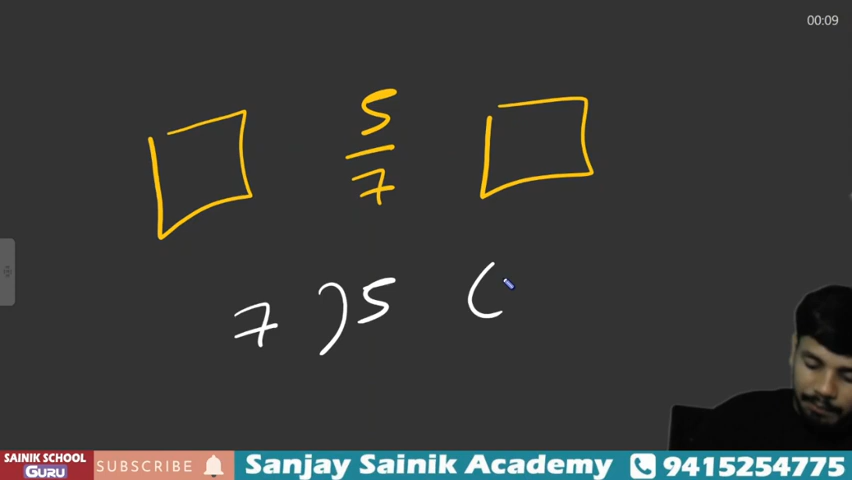 00:09
5
7
7 ) 5 (
SAINIK SCHOOL
GURU
SUBSCRIBE
Sanjay Sainik Academy
9415254775